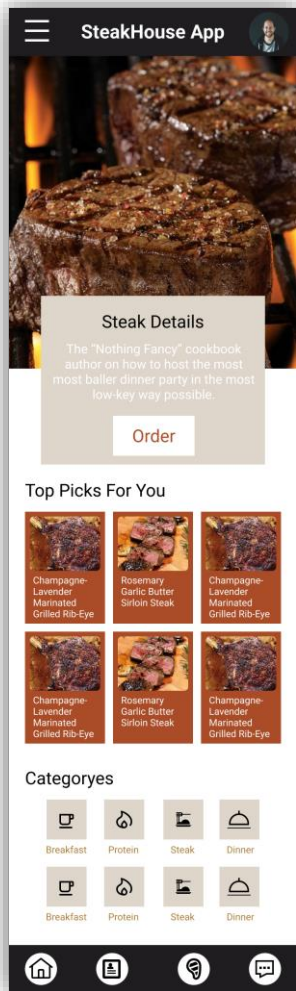 SteakHouse App
Steak Details
The “Nothing Fancy” cookbook
author on how to host the most
most baller dinner party in the most
low-key way possible.
Order
Top Picks For You
Champagne-
Lavender
Marinated
Grilled Rib-Eye
Rosemary
Garlic Butter
Sirloin Steak
Champagne-
Lavender
Marinated
Grilled Rib-Eye
Champagne-
Lavender
Marinated
Grilled Rib-Eye
Rosemary
Garlic Butter
Sirloin Steak
Champagne-
Lavender
Marinated
Grilled Rib-Eye
Categoryes
Breakfast
Protein
Steak
Dinner
Breakfast
Protein
Steak
Dinner